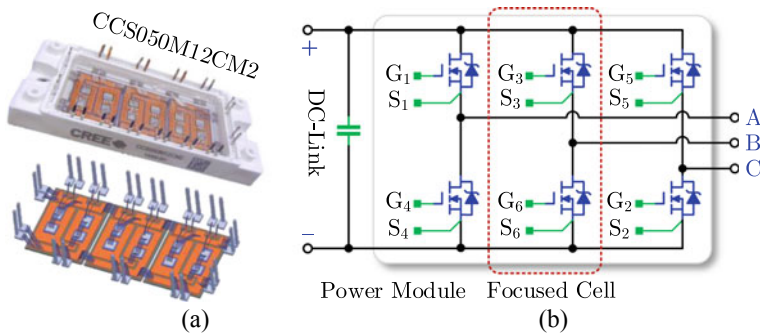 CCS050M12CM2
CREE
(a)
+
DC-Link
−
G₁
S₁
G₃
S₃
G₅
S₅
A
B
C
G₄
S₄
G₆
S₆
G₂
S₂
Power Module
Focused Cell
(b)